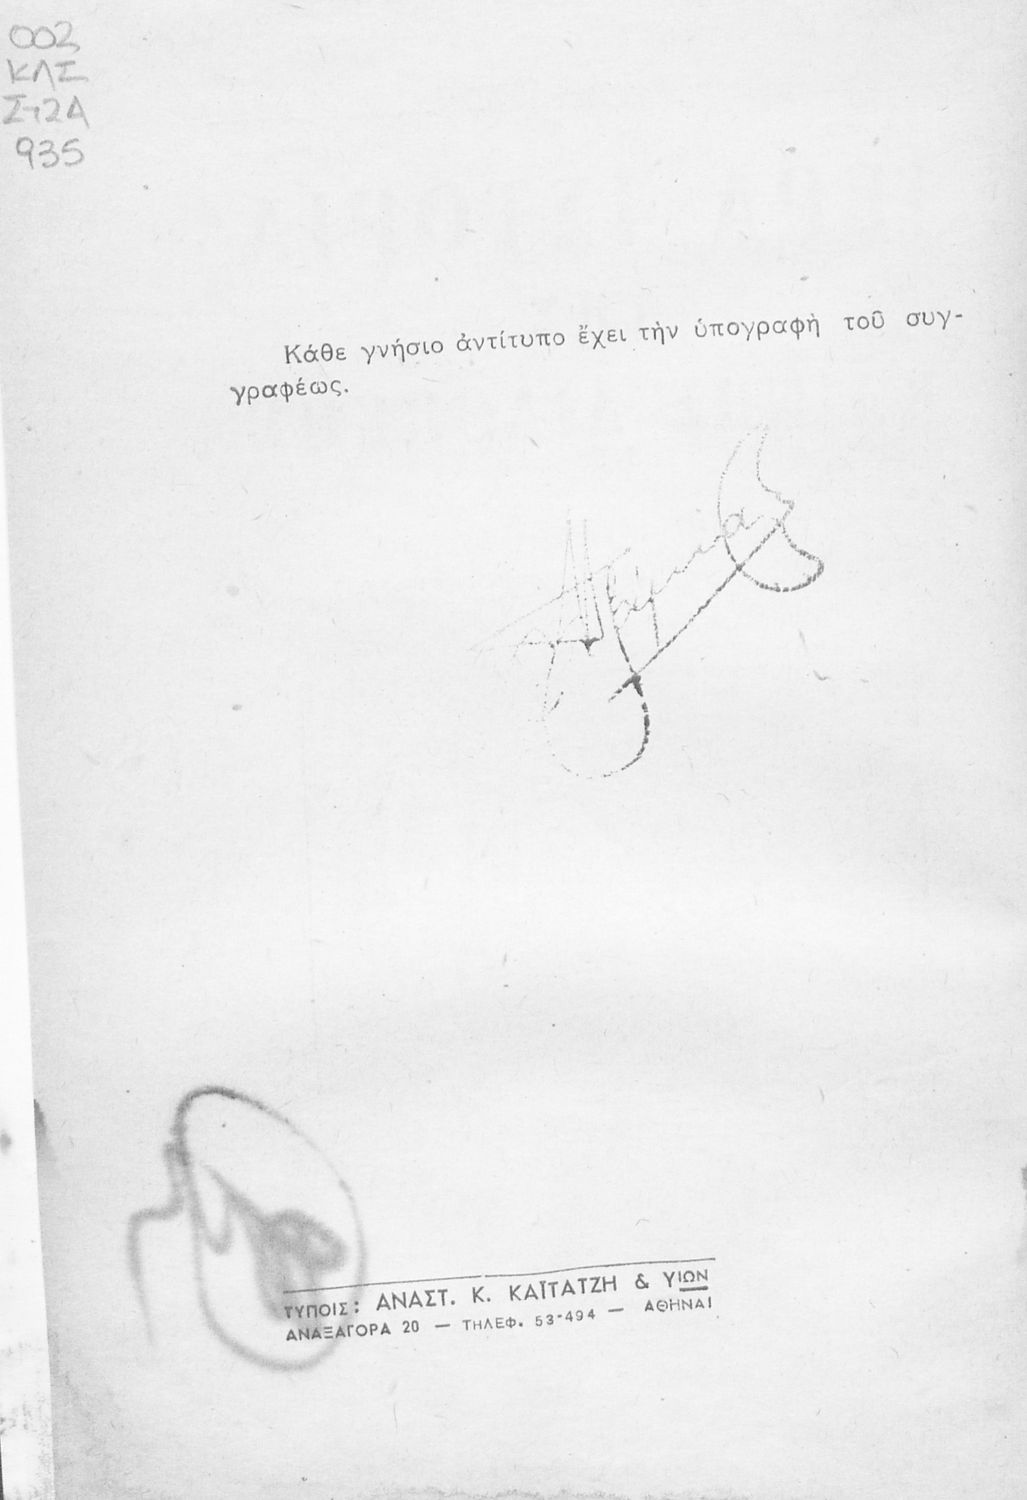 002
ΚΛΣ
ΣΤ2Α
935
Κάθε γνήσιο ἀντίτυπο ἔχει τὴν ὑπογραφὴ τοῦ συγ-
γραφέως.
ΤΥΠΟΙΣ: ΑΝΑΣΤ. Κ. ΚΑΪΤΑΤΖΗ & ΥΙΩΝ
ΑΝΑΞΑΓΟΡΑ 20 — ΤΗΛΕΦ. 53-494 — ΑΘΗΝΑΙ